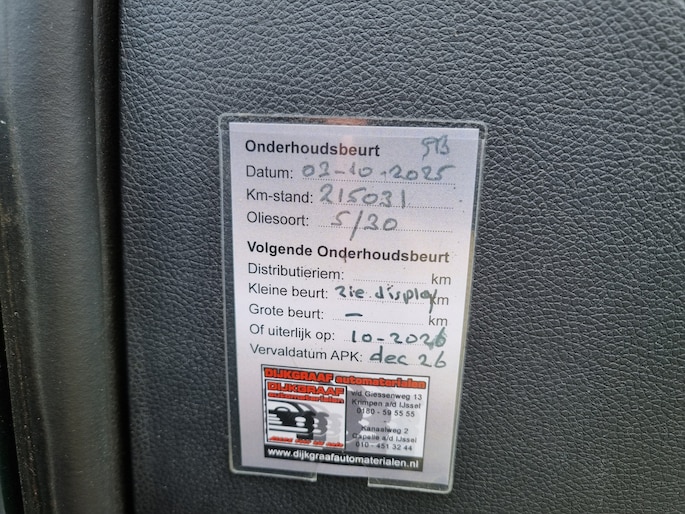 Onderhoudsbeurt
Datum: 02-10-2025
Km-stand: 215031
Oliesoort: 5/30
Volgende Onderhoudsbeurt
Distributieriem: km
Kleine beurt: zie display km
Grote beurt: – km
Of uiterlijk op: 10-2026
Vervaldatum APK: dec 26
DIJKGRAAF automaterialen
DIJKGRAAF
automaterialen
v/d Giessenweg 13
Krimpen a/d IJssel
0180 - 59 55 55
Kanaalweg 2
Capelle a/d IJssel
010 - 451 32 44
www.dijkgraafautomaterialen.nl